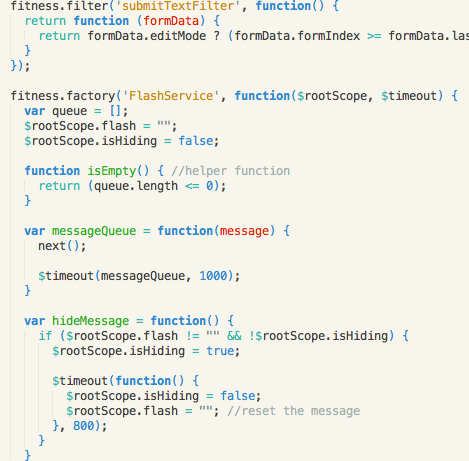 fitness.filter('submitTextFilter', function() {
  return function (formData) {
    return formData.editMode ? (formData.formIndex >= formData.las
  }
});

fitness.factory('FlashService', function($rootScope, $timeout) {
  var queue = [];
  $rootScope.flash = "";
  $rootScope.isHiding = false;

  function isEmpty() { //helper function
    return (queue.length <= 0);
  }

  var messageQueue = function(message) {
    next();

    $timeout(messageQueue, 1000);
  }

  var hideMessage = function() {
    if ($rootScope.flash != "" && !$rootScope.isHiding) {
      $rootScope.isHiding = true;

      $timeout(function() {
        $rootScope.isHiding = false;
        $rootScope.flash = ""; //reset the message
      }, 800);
    }
  }